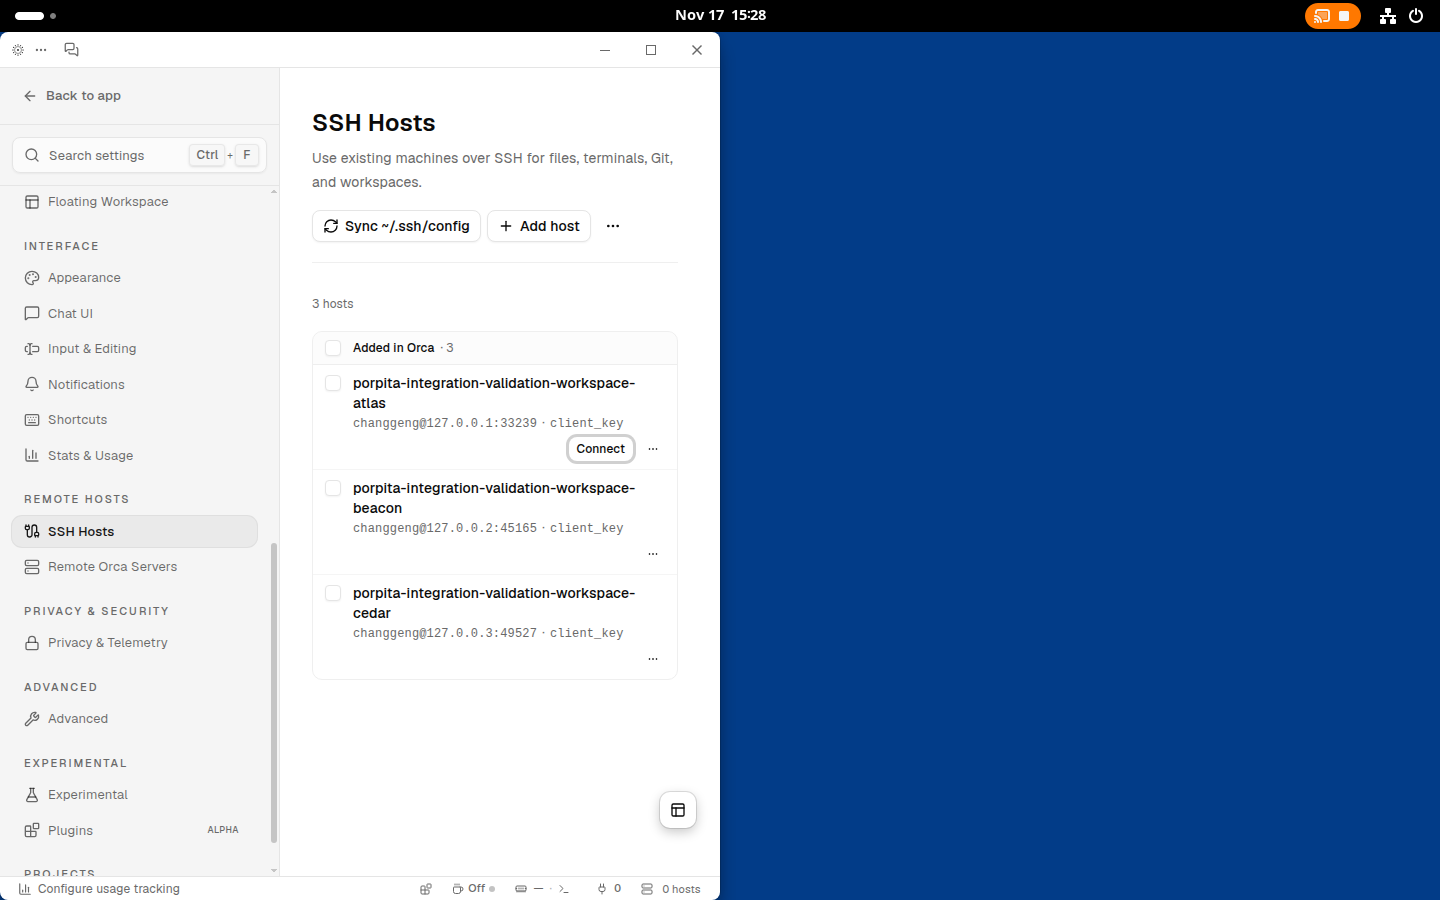 Nov 17 15:28
Back to app
Search settings Ctrl + F
Floating Workspace
INTERFACE
Appearance
Chat UI
Input & Editing
Notifications
Shortcuts
Stats & Usage
REMOTE HOSTS
SSH Hosts
Remote Orca Servers
PRIVACY & SECURITY
Privacy & Telemetry
ADVANCED
Advanced
EXPERIMENTAL
Experimental
Plugins ALPHA
PROJECTS
SSH Hosts
Use existing machines over SSH for files, terminals, Git,
and workspaces.
Sync ~/.ssh/config Add host
3 hosts
Added in Orca · 3
porpita-integration-validation-workspace-
atlas
changgeng@127.0.0.1:33239 · client_key
Connect
porpita-integration-validation-workspace-
beacon
changgeng@127.0.0.2:45165 · client_key
porpita-integration-validation-workspace-
cedar
changgeng@127.0.0.3:49527 · client_key
Configure usage tracking Off — · 0 0 hosts